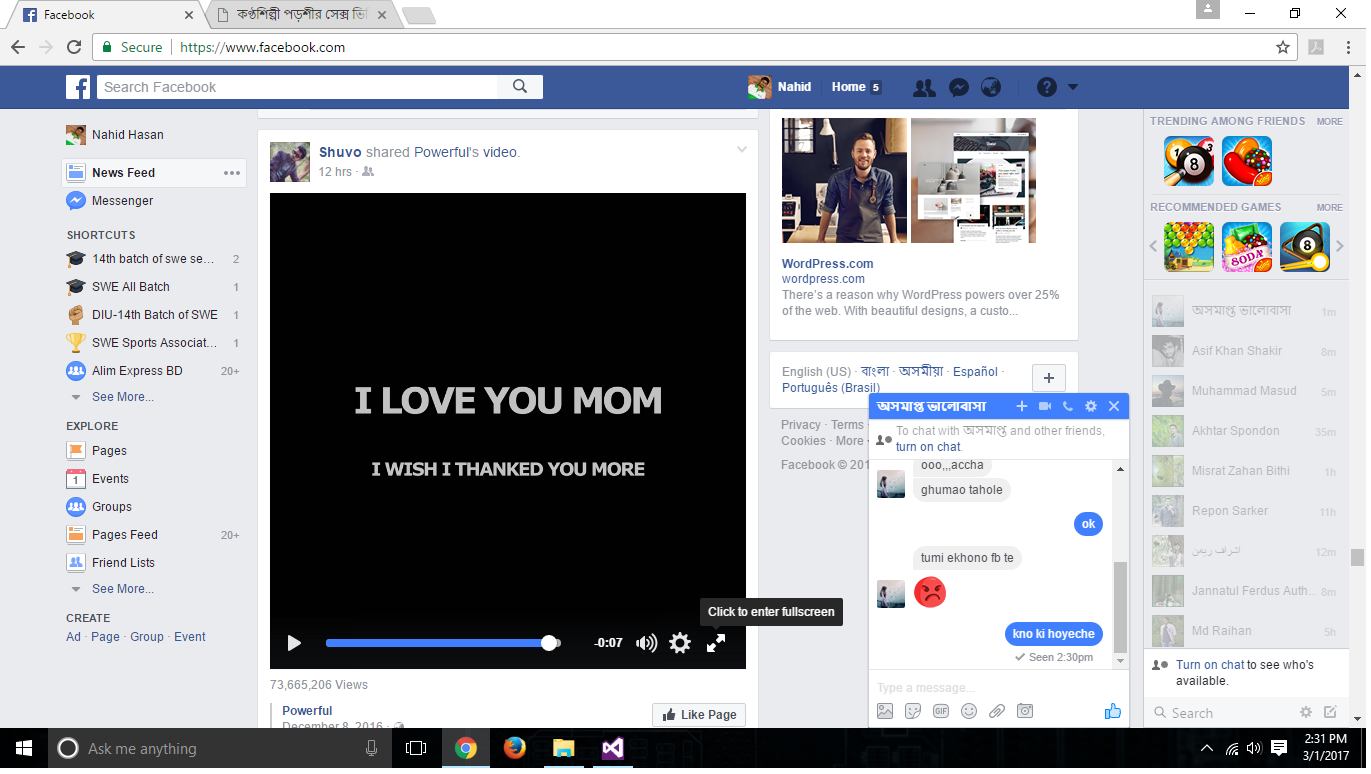 Facebook
কণ্ঠশিল্পী পড়শীর সেক্স ভি
Secure
https://www.facebook.com
Search Facebook
Nahid
Home 5
Nahid Hasan
News Feed
Messenger
SHORTCUTS
14th batch of swe se... 2
SWE All Batch 1
DIU-14th Batch of SWE 1
SWE Sports Associat... 1
Alim Express BD 20+
See More...
EXPLORE
Pages
1 Events
Groups
Pages Feed 20+
Friend Lists
See More...
CREATE
Ad · Page · Group · Event
Shuvo shared Powerful's video.
12 hrs ·
I LOVE YOU MOM
I WISH I THANKED YOU MORE
Click to enter fullscreen
-0:07
73,665,206 Views
Powerful
December 8, 2016 ·
Like Page
WordPress.com
wordpress.com
There's a reason why WordPress powers over 25%
of the web. With beautiful designs, a custo...
English (US) · বাংলা · অসমীয়া · Español ·
Português (Brasil)
Privacy · Terms
Cookies · More
Facebook © 201
অসমাপ্ত ভালোবাসা
To chat with অসমাপ্ত and other friends,
turn on chat.
ooo,,,accha
ghumao tahole
ok
tumi ekhono fb te
kno ki hoyeche
Seen 2:30pm
Type a message...
GIF
TRENDING AMONG FRIENDS MORE
RECOMMENDED GAMES MORE
SODA
অসমাপ্ত ভালোবাসা 1m
Asif Khan Shakir 8m
Muhammad Masud 5m
Akhtar Spondon 35m
Misrat Zahan Bithi 1h
Repon Sarker 11h
اشراف ريمن 12m
Jannatul Ferdus Auth... 8m
Md Raihan 5h
Turn on chat to see who's
available.
Search
Ask me anything
2:31 PM
3/1/2017